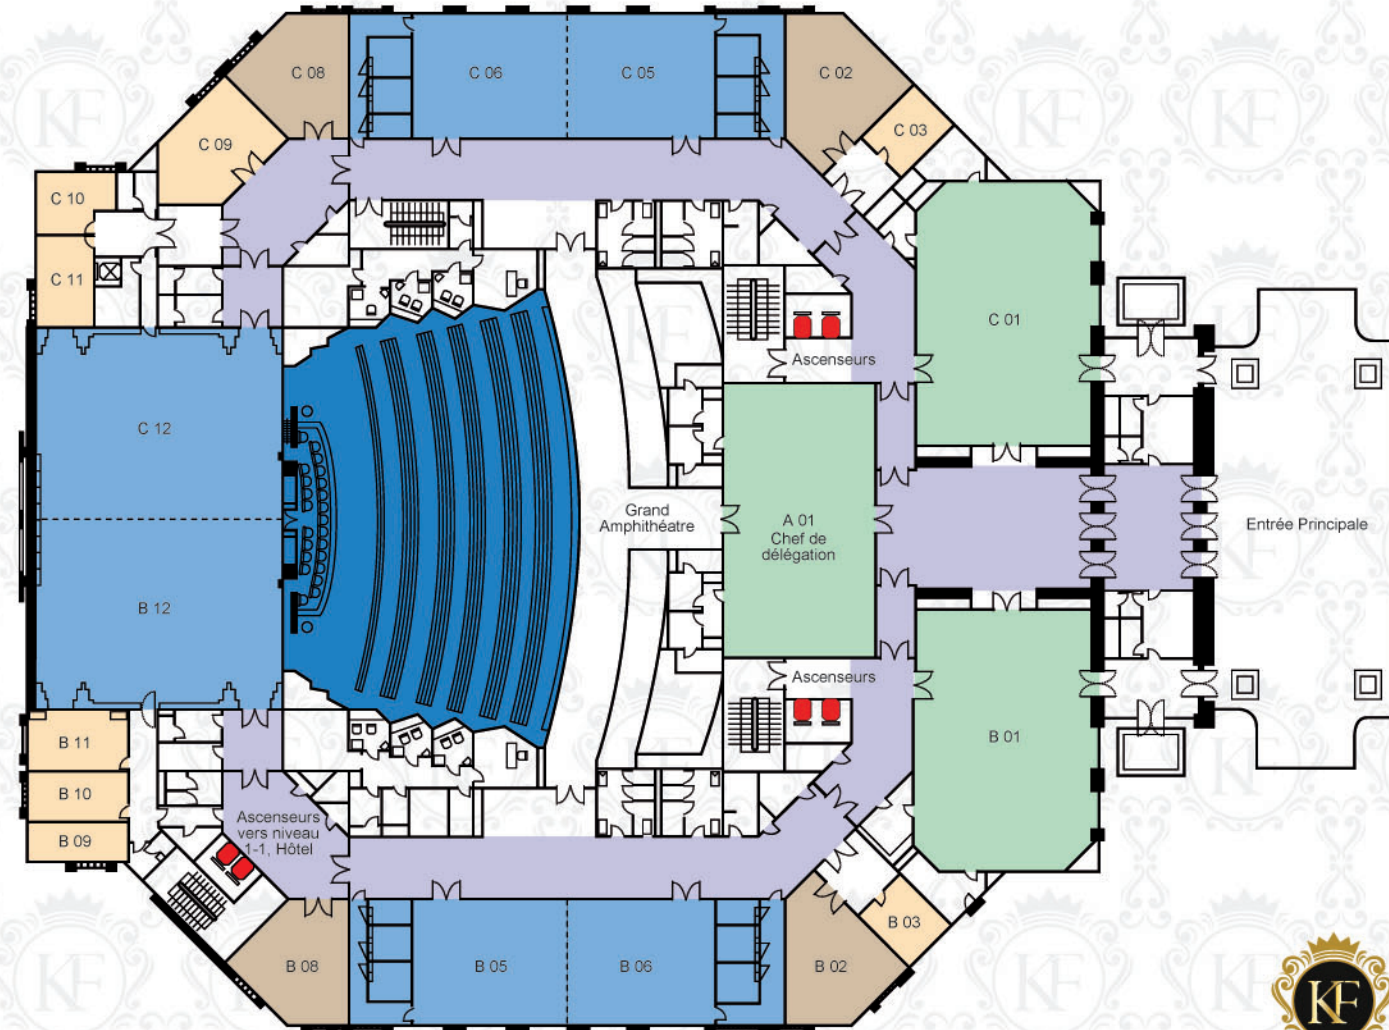 C 08
C 06
C 05
C 02
C 09
C 03
C 10
C 11
C 01
Ascenseurs
C 12
Grand
Amphithéatre
A 01
Chef de
délégation
Entrée Principale
B 12
Ascenseurs
B 11
B 01
B 10
Ascenseurs
vers niveau
1-1, Hôtel
B 09
B 03
B 08
B 05
B 06
B 02
KF